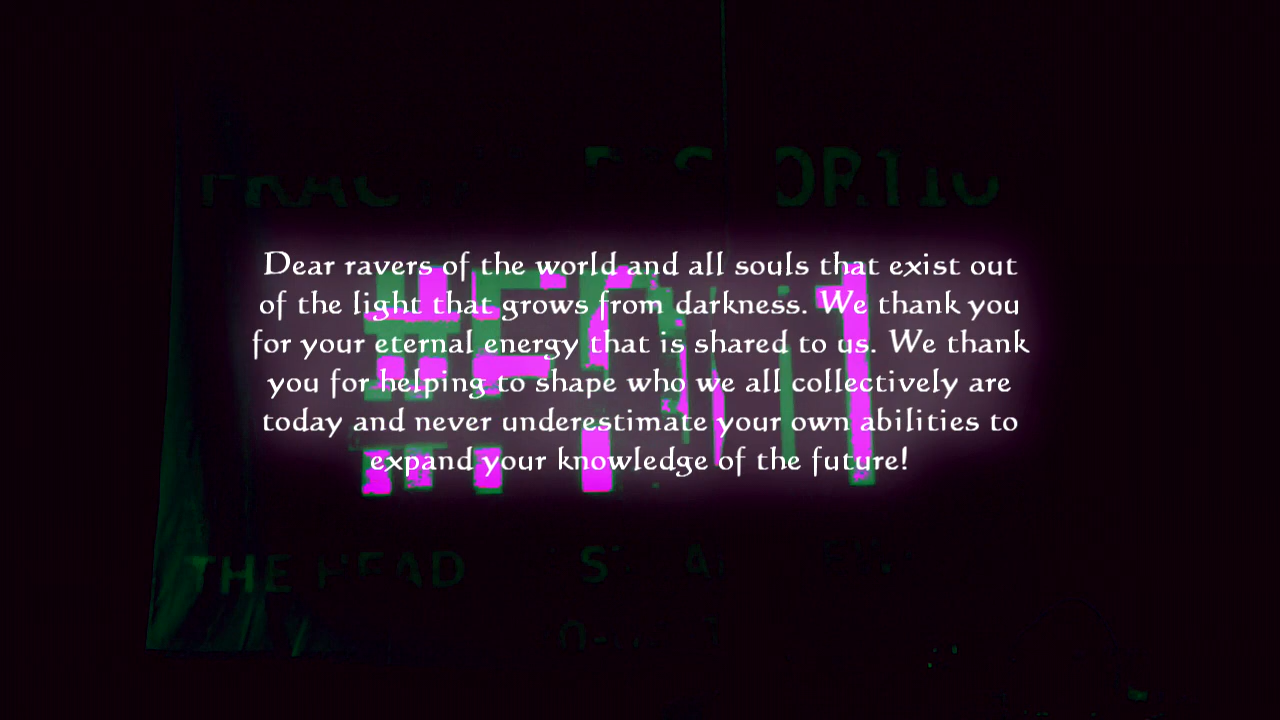 Dear ravers of the world and all souls that exist out
of the light that grows from darkness. We thank you
for your eternal energy that is shared to us. We thank
you for helping to shape who we all collectively are
today and never underestimate your own abilities to
expand your knowledge of the future!
THE HEAD